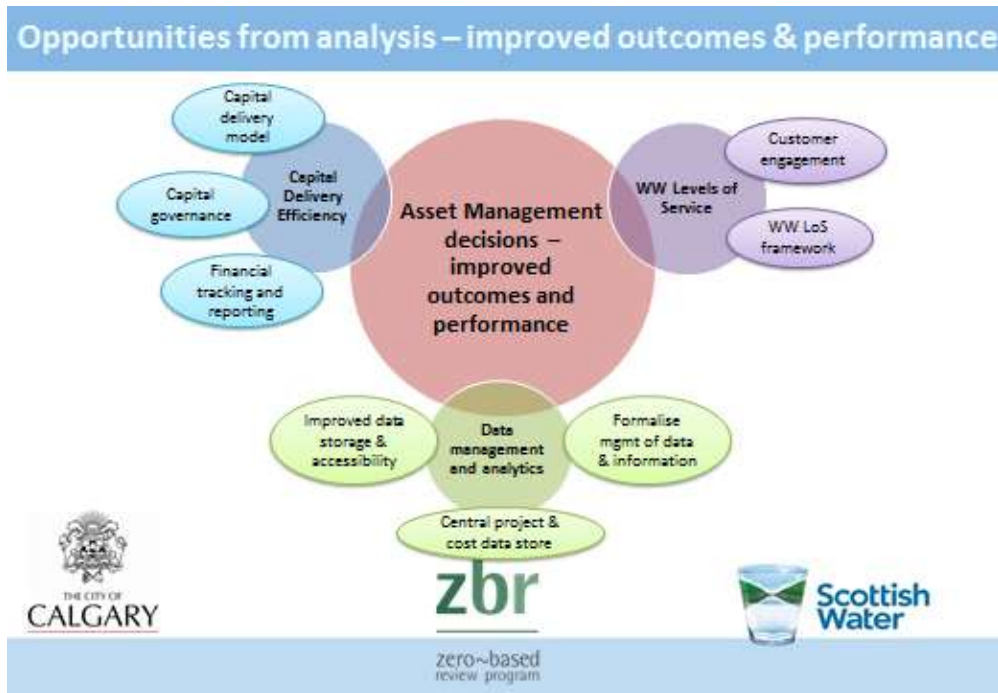 Opportunities from analysis – improved outcomes & performance
Capital
delivery
model
Capital
governance
Financial
tracking and
reporting
Capital
Delivery
Efficiency
Asset Management
decisions –
improved
outcomes and
performance
WW Levels of
Service
Customer
engagement
WW LoS
framework
Improved data
storage &
accessibility
Data
management
and analytics
Formalise
mgmt of data
& information
Central project &
cost data store
THE CITY OF
CALGARY
zbr
zero~based
review program
Scottish
Water